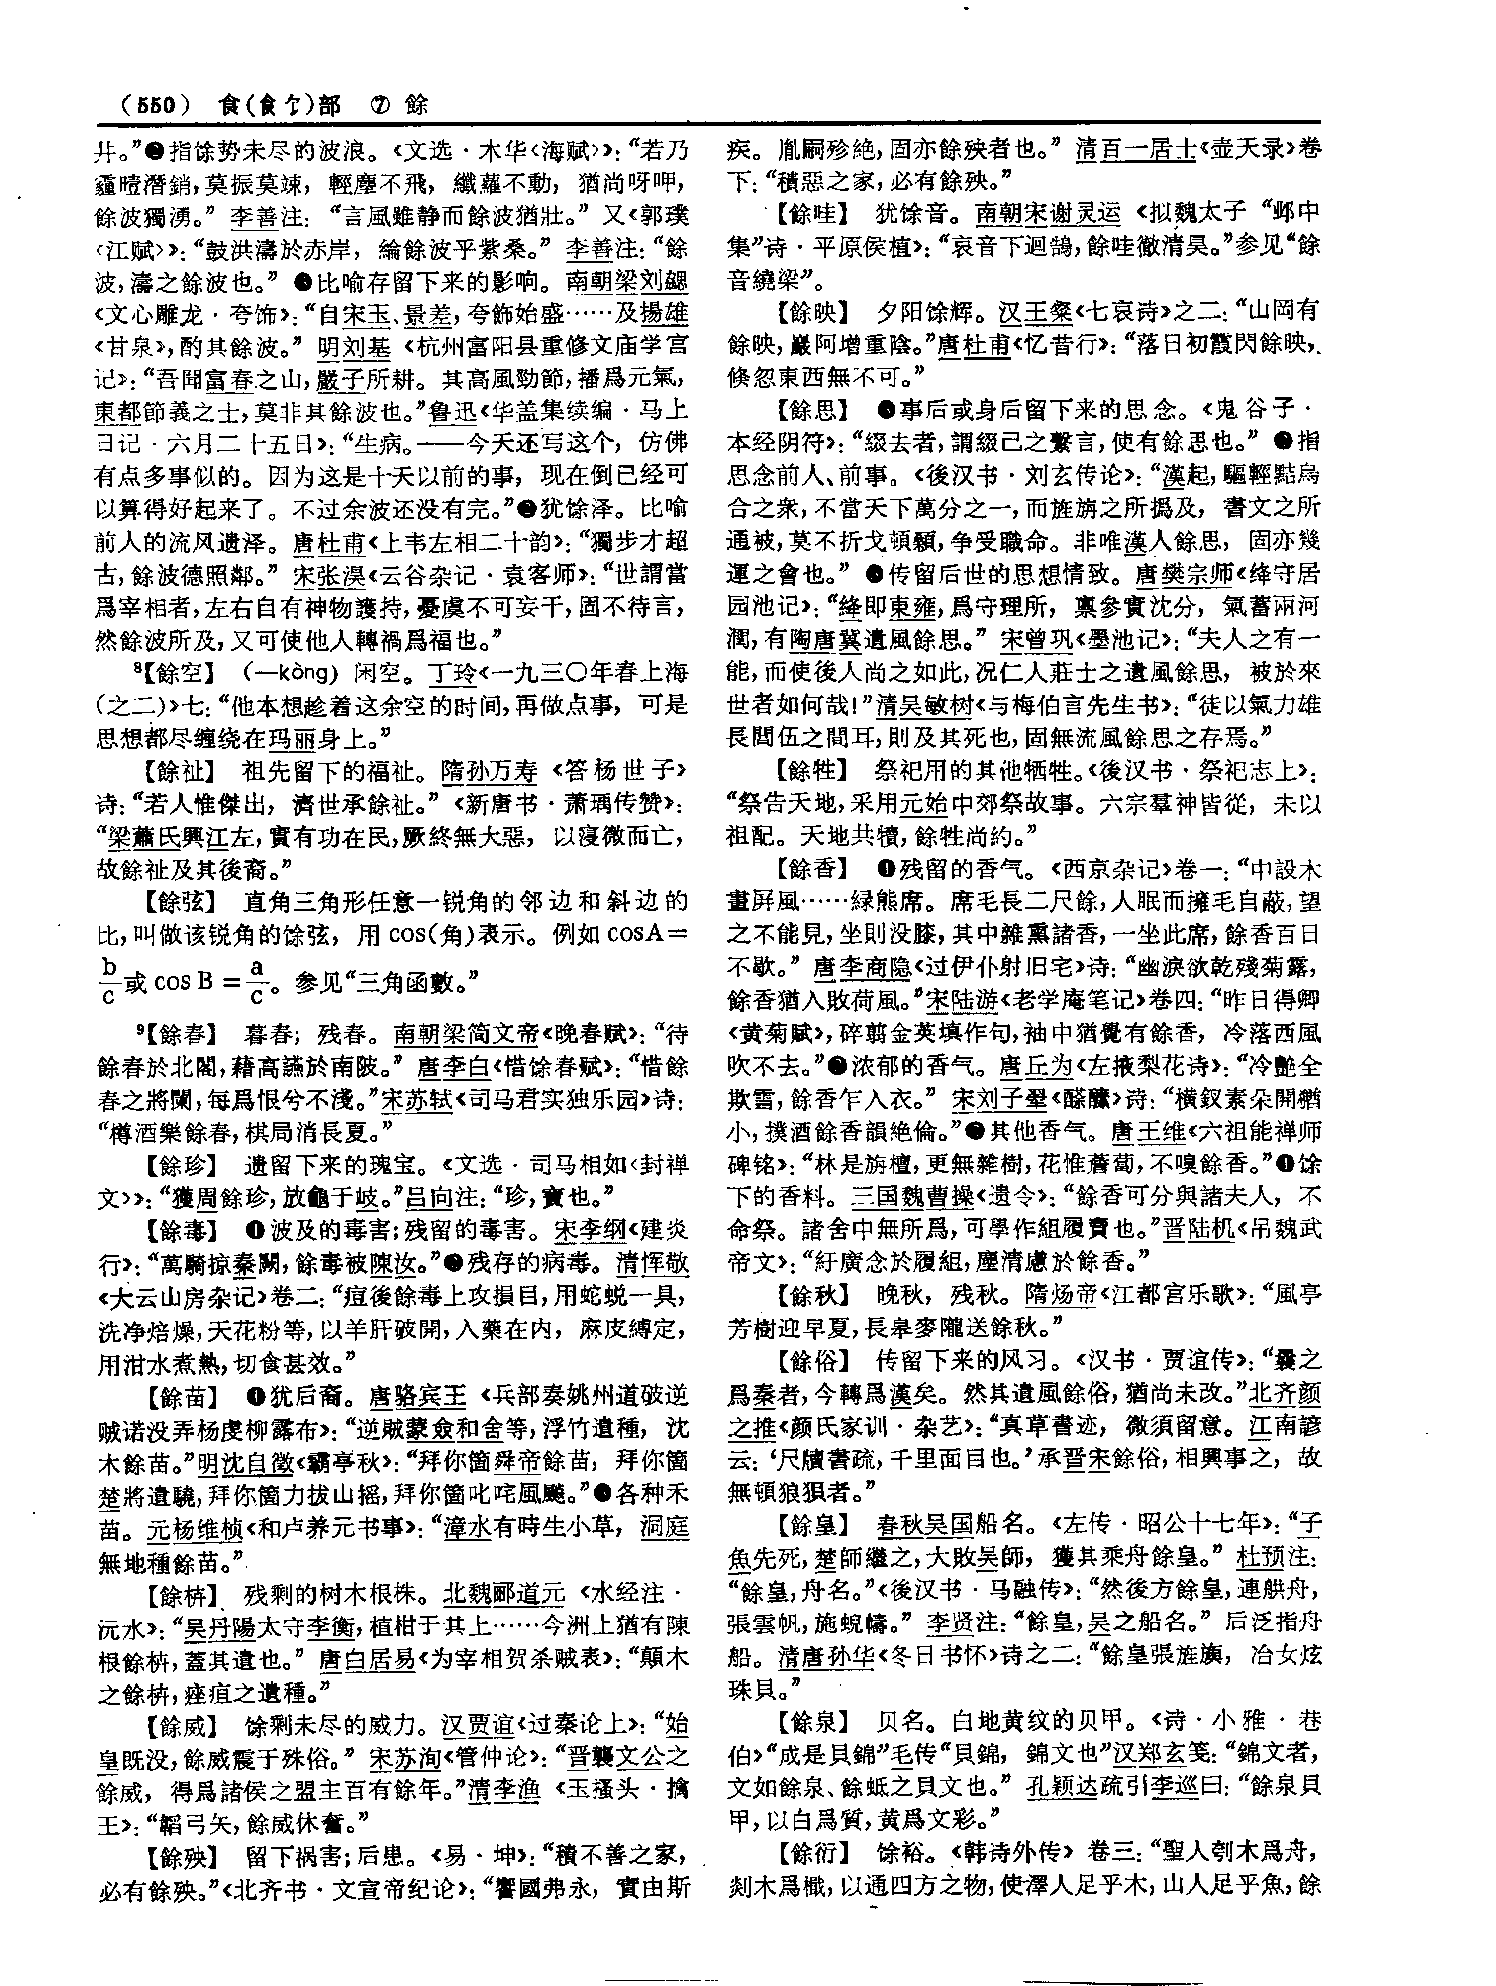 (550) 食(飠饣)部 ⑦ 餘
井。”❷指馀势未尽的波浪。《文选·木华〈海赋〉》：“若乃
霾曀潛銷，莫振莫竦，輕塵不飛，纖蘿不動，猶尚呀呷，
餘波獨湧。”李善注：“言風雖静而餘波猶壯。”又《郭璞
〈江赋〉》：“鼓洪濤於赤岸，綸餘波乎紫桑。”李善注：“餘
波，濤之餘波也。”❸比喻存留下来的影响。南朝梁刘勰
《文心雕龙·夸饰》：“自宋玉、景差，夸飾始盛……及揚雄
《甘泉》，酌其餘波。”明刘基《杭州富阳县重修文庙学宫
记》：“吾聞富春之山，嚴子所耕。其高風勁節，播爲元氣，
東都節義之士，莫非其餘波也。”鲁迅《华盖集续编·马上
日记·六月二十五日》：“生病。——今天还写这个，仿佛
有点多事似的。因为这是十天以前的事，现在倒已经可
以算得好起来了。不过余波还没有完。”❹犹馀泽。比喻
前人的流风遗泽。唐杜甫《上韦左相二十韵》：“獨步才超
古，餘波德照鄰。”宋张淏《云谷杂记·袁客师》：“世謂當
爲宰相者，左右自有神物護持，憂虞不可妄干，固不待言，
然餘波所及，又可使他人轉禍爲福也。”
⁸【餘空】 (—kòng) 闲空。丁玲《一九三〇年春上海
(之二)》七：“他本想趁着这余空的时间，再做点事，可是
思想都尽缠绕在玛丽身上。”
【餘祉】 祖先留下的福祉。隋孙万寿《答杨世子》
诗：“若人惟傑出，濟世承餘祉。”《新唐书·萧瑀传赞》：
“梁蕭氏興江左，實有功在民，厥終無大惡，以寖微而亡，
故餘祉及其後裔。”
【餘弦】 直角三角形任意一锐角的邻边和斜边的
比，叫做该锐角的馀弦，用 cos(角)表示。例如 cosA＝
b/c或 cos B ＝a/c。参见“三角函數。”
⁹【餘春】 暮春；残春。南朝梁简文帝《晚春赋》：“待
餘春於北閣，藉高讌於南陂。”唐李白《惜馀春赋》：“惜餘
春之將闌，每爲恨兮不淺。”宋苏轼《司马君实独乐园》诗：
“樽酒樂餘春，棋局消長夏。”
【餘珍】 遗留下来的瑰宝。《文选·司马相如〈封禅
文〉》：“獲周餘珍，放龜于岐。”吕向注：“珍，寶也。”
【餘毒】 ❶波及的毒害；残留的毒害。宋李纲《建炎
行》：“萬騎掠秦關，餘毒被陳汝。”❷残存的病毒。清恽敬
《大云山房杂记》卷二：“痘後餘毒上攻損目，用蛇蜕一具，
洗净焙燥，天花粉等，以羊肝破開，入藥在内，麻皮縛定，
用泔水煮熱，切食甚效。”
【餘苗】 ❶犹后裔。唐骆宾王《兵部奏姚州道破逆
贼诺没弄杨虔柳露布》：“逆賊蒙儉和舍等，浮竹遺種，沈
木餘苗。”明沈自徵《霸亭秋》：“拜你箇舜帝餘苗，拜你箇
楚將遺驍，拜你箇力拔山摇，拜你箇叱咤風飈。”❷各种禾
苗。元杨维桢《和卢养元书事》：“漳水有時生小草，洞庭
無地種餘苗。”
【餘枿】 残剩的树木根株。北魏郦道元《水经注·
沅水》：“吴丹陽太守李衡，植柑于其上……今洲上猶有陳
根餘枿，蓋其遺也。”唐白居易《为宰相贺杀贼表》：“顛木
之餘枿，痤疽之遺種。”
【餘威】 馀剩未尽的威力。汉贾谊《过秦论上》：“始
皇既没，餘威震于殊俗。”宋苏洵《管仲论》：“晋襲文公之
餘威，得爲諸侯之盟主百有餘年。”清李渔《玉搔头·擒
王》：“韜弓矢，餘威休奮。”
【餘殃】 留下祸害；后患。《易·坤》：“積不善之家，
必有餘殃。”《北齐书·文宣帝纪论》：“饗國弗永，實由斯
疾。胤嗣殄絶，固亦餘殃者也。”清百一居士《壶天录》卷
下：“積惡之家，必有餘殃。”
【餘哇】 犹馀音。南朝宋谢灵运《拟魏太子“邺中
集”诗·平原侯植》：“哀音下迴鵠，餘哇徹清昊。”参见“餘
音繞梁”。
【餘映】 夕阳馀辉。汉王粲《七哀诗》之二：“山岡有
餘映，巖阿增重陰。”唐杜甫《忆昔行》：“落日初霞閃餘映，
倏忽東西無不可。”
【餘思】 ❶事后或身后留下来的思念。《鬼谷子·
本经阴符》：“綴去者，謂綴己之繫言，使有餘思也。”❷指
思念前人、前事。《後汉书·刘玄传论》：“漢起，驅輕黠烏
合之衆，不當天下萬分之一，而旌旃之所撝及，書文之所
通被，莫不折戈頓顙，争受職命。非唯漢人餘思，固亦幾
運之會也。”❸传留后世的思想情致。唐樊宗师《绛守居
园池记》：“絳即東雍，爲守理所，禀參實沈分，氣蓄兩河
潤，有陶唐冀遺風餘思。”宋曾巩《墨池记》：“夫人之有一
能，而使後人尚之如此，况仁人莊士之遺風餘思，被於來
世者如何哉！”清吴敏树《与梅伯言先生书》：“徒以氣力雄
長閭伍之間耳，則及其死也，固無流風餘思之存焉。”
【餘牲】 祭祀用的其他牺牲。《後汉书·祭祀志上》：
“祭告天地，采用元始中郊祭故事。六宗羣神皆從，未以
祖配。天地共犢，餘牲尚約。”
【餘香】 ❶残留的香气。《西京杂记》卷一：“中設木
畫屏風……緑熊席。席毛長二尺餘，人眠而擁毛自蔽，望
之不能見，坐則没膝，其中雜熏諸香，一坐此席，餘香百日
不歇。”唐李商隐《过伊仆射旧宅》诗：“幽淚欲乾殘菊露，
餘香猶入敗荷風。”宋陆游《老学庵笔记》卷四：“昨日得卿
《黄菊賦》，碎翦金英填作句，袖中猶覺有餘香，冷落西風
吹不去。”❷浓郁的香气。唐丘为《左掖梨花诗》：“冷艷全
欺雪，餘香乍入衣。”宋刘子翬《酴醿》诗：“横釵素朵開猶
小，撲酒餘香韻絶倫。”❸其他香气。唐王维《六祖能禅师
碑铭》：“林是旃檀，更無雜樹，花惟薝蔔，不嗅餘香。”❹馀
下的香料。三国魏曹操《遗令》：“餘香可分與諸夫人，不
命祭。諸舍中無所爲，可學作組履賣也。”晋陆机《吊魏武
帝文》：“紆廣念於履組，塵清慮於餘香。”
【餘秋】 晚秋，残秋。隋炀帝《江都宫乐歌》：“風亭
芳樹迎早夏，長皋麥隴送餘秋。”
【餘俗】 传留下来的风习。《汉书·贾谊传》：“曩之
爲秦者，今轉爲漢矣。然其遺風餘俗，猶尚未改。”北齐颜
之推《颜氏家训·杂艺》：“真草書迹，微須留意。江南諺
云：‘尺牘書疏，千里面目也。’承晋宋餘俗，相與事之，故
無頓狼狽者。”
【餘皇】 春秋吴国船名。《左传·昭公十七年》：“子
魚先死，楚師繼之，大敗吴師，獲其乘舟餘皇。”杜预注：
“餘皇，舟名。”《後汉书·马融传》：“然後方餘皇，連舼舟，
張雲帆，施蜺幬。”李贤注：“餘皇，吴之船名。”后泛指舟
船。清唐孙华《冬日书怀》诗之二：“餘皇張旌旗，冶女炫
珠貝。”
【餘泉】 贝名。白地黄纹的贝甲。《诗·小雅·巷
伯》“成是貝錦”毛传“貝錦，錦文也”汉郑玄笺：“錦文者，
文如餘泉、餘蚳之貝文也。”孔颖达疏引李巡曰：“餘泉貝
甲，以白爲質，黄爲文彩。”
【餘衍】 馀裕。《韩诗外传》卷三：“聖人刳木爲舟，
剡木爲檝，以通四方之物，使澤人足乎木，山人足乎魚，餘